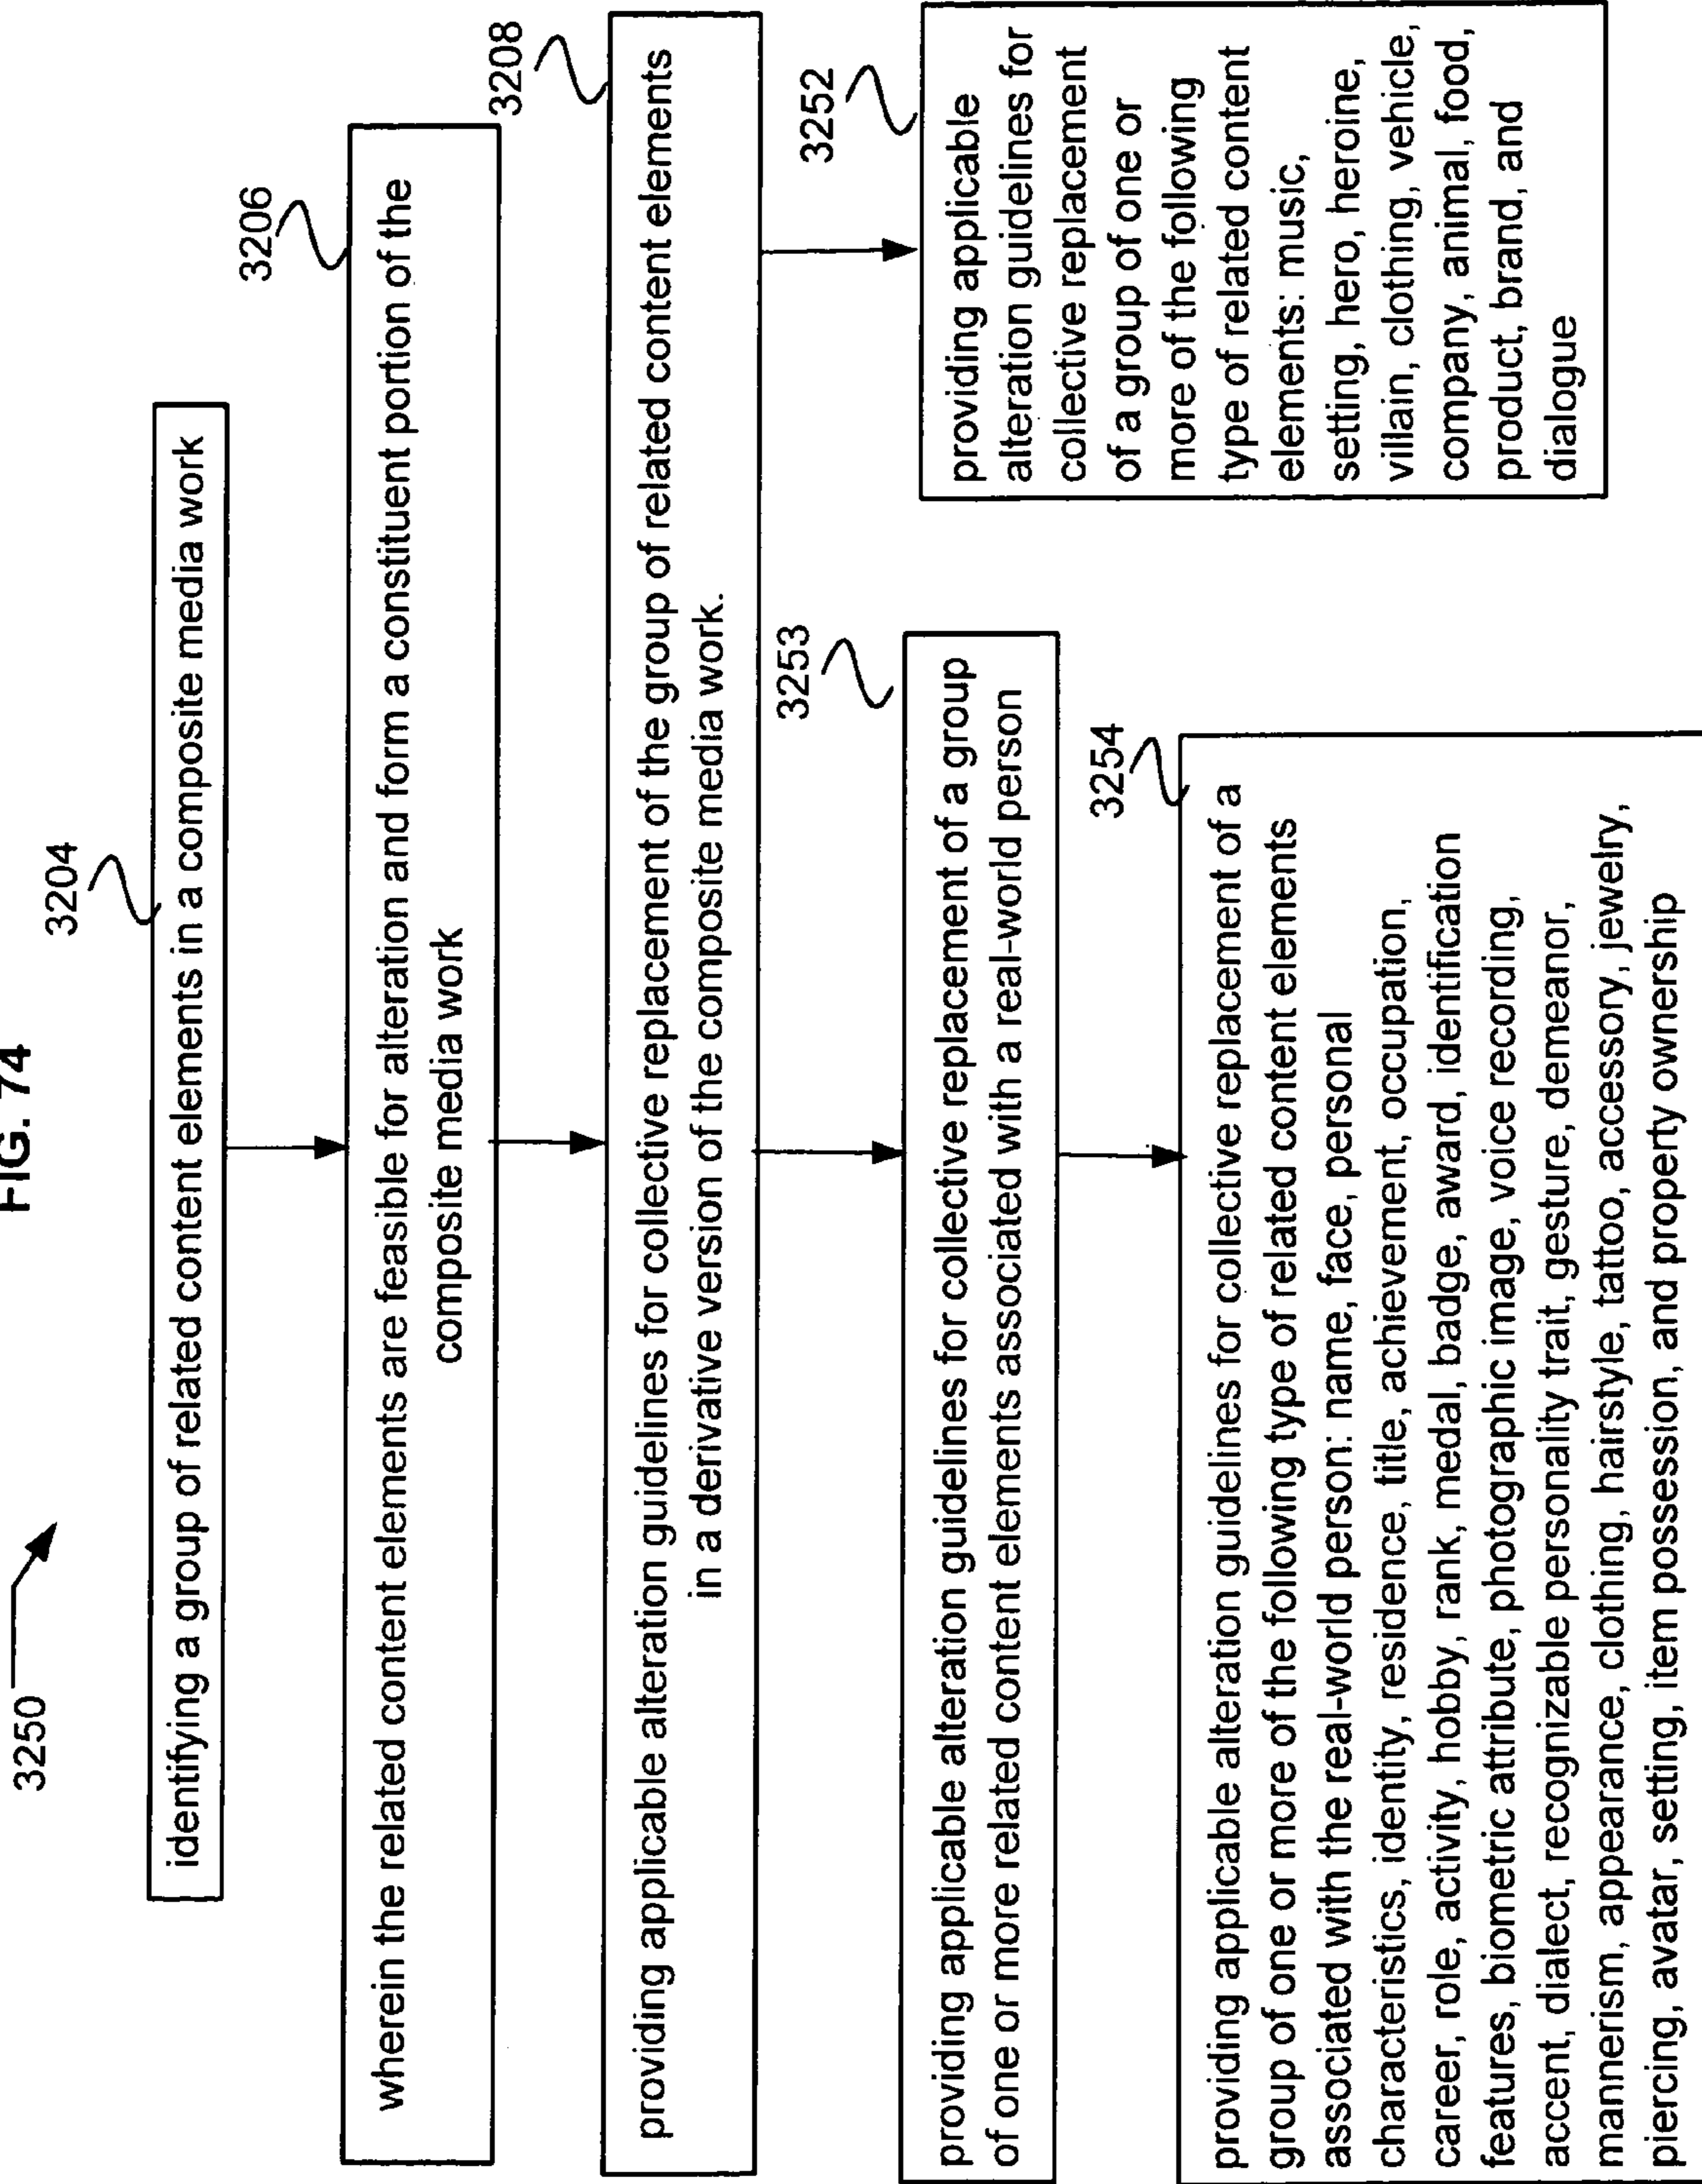 FIG. 74
3250
3204
identifying a group of related content elements in a composite media work
3206
wherein the related content elements are feasible for alteration and form a constituent portion of the
composite media work
3208
providing applicable alteration guidelines for collective replacement of the group of related content elements
in a derivative version of the composite media work.
3253
providing applicable alteration guidelines for collective replacement of a group
of one or more related content elements associated with a real-world person
3252
providing applicable
alteration guidelines for
collective replacement
of a group of one or
more of the following
type of related content
elements: music,
setting, hero, heroine,
villain, clothing, vehicle,
company, animal, food,
product, brand, and
dialogue
3254
providing applicable alteration guidelines for collective replacement of a
group of one or more of the following type of related content elements
associated with the real-world person: name, face, personal
characteristics, identity, residence, title, achievement, occupation,
career, role, activity, hobby, rank, medal, badge, award, identification
features, biometric attribute, photographic image, voice recording,
accent, dialect, recognizable personality trait, gesture, demeanor,
mannerism, appearance, clothing, hairstyle, tattoo, accessory, jewelry,
piercing, avatar, setting, item possession, and property ownership